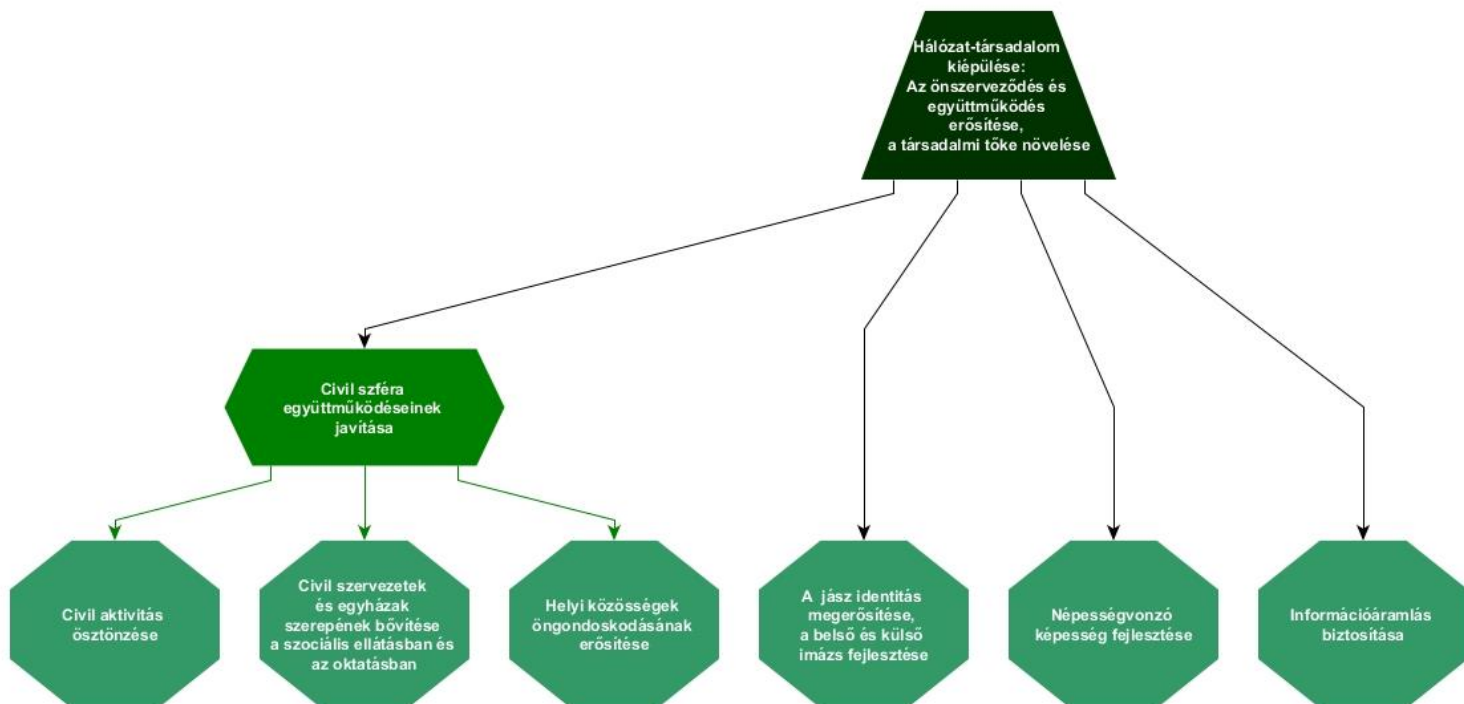 Hálózat-társadalom
kiépülése:
Az önszerveződés és
együttműködés
erősítése,
a társadalmi tőke növelése
Civil szféra
együttműködéseinek
javítása
Civil aktivitás
ösztönzése
Civil szervezetek
és egyházak
szerepének bővítése
a szociális ellátásban és
az oktatásban
Helyi közösségek
öngondoskodásának
erősítése
A jász identitás
megerősítése,
a belső és külső
imázs fejlesztése
Népességvonzó
képesség fejlesztése
Információáramlás
biztosítása